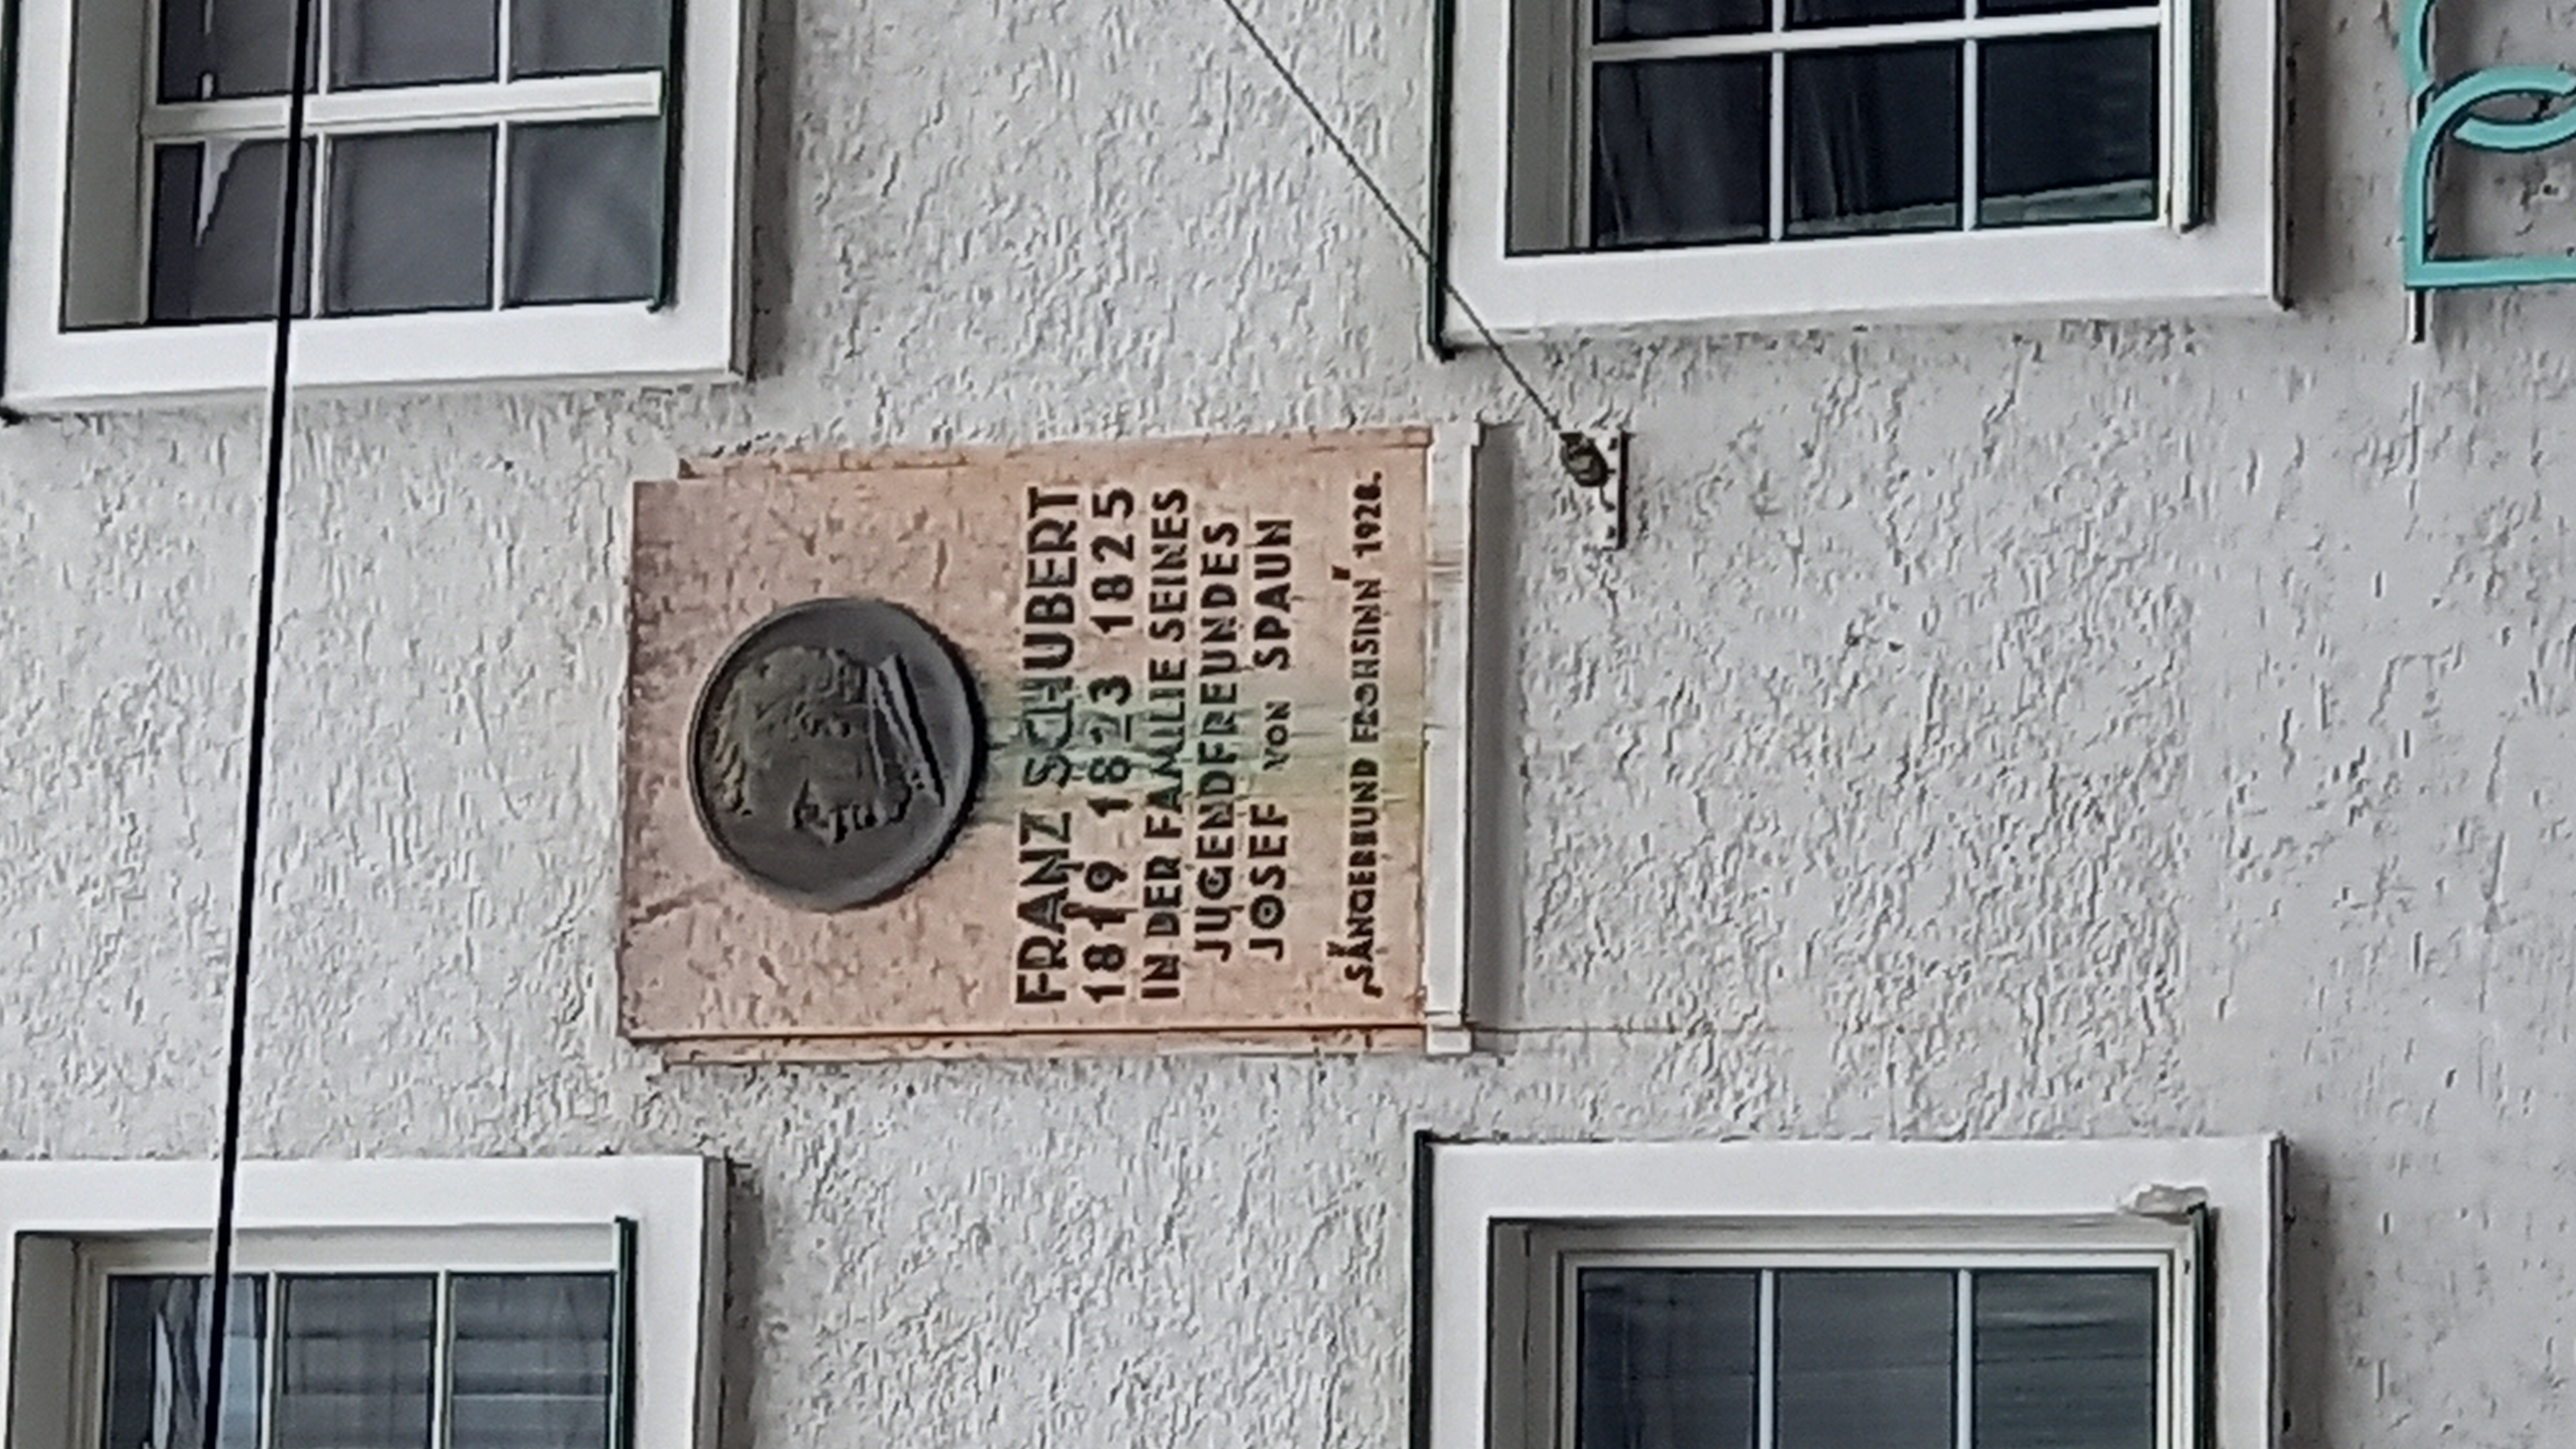 FRANZ SCHUBERT
1819 1823 1825
IN DER FAMILIE SEINES
JUGENDFREUNDES
JOSEF VON SPAUN
„SÄNGERBUND FROHSINN" 1928.